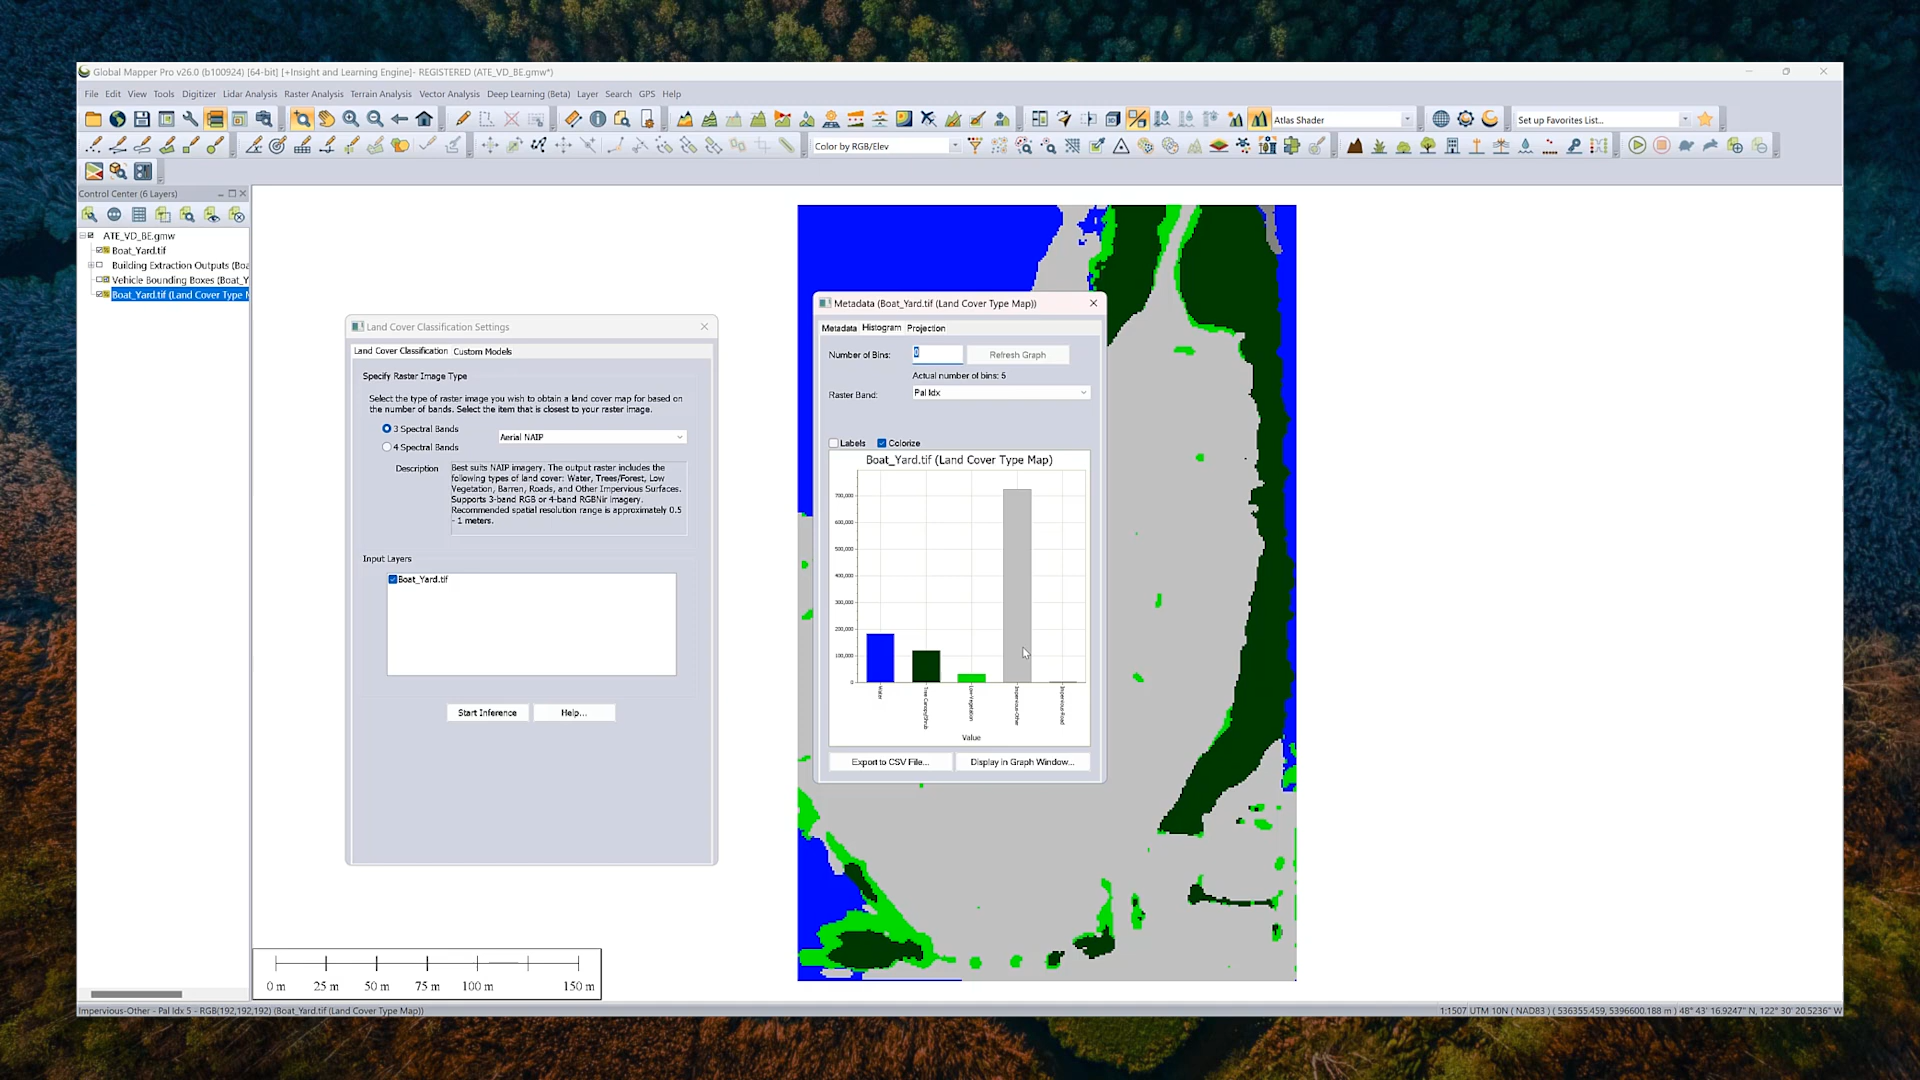 Global Mapper Pro v26.0 (b100924) [64-bit] [+Insight and Learning Engine]- REGISTERED (ATE_VD_BE.gmw*)
File Edit View Tools Digitizer Lidar Analysis Raster Analysis Terrain Analysis Vector Analysis Deep Learning (Beta) Layer Search GPS Help
Atlas Shader
Set up Favorites List...
Color by RGB/Elev
Control Center (6 Layers)
ATE_VD_BE.gmw
Boat_Yard.tif
Building Extraction Outputs (Boa
Vehicle Bounding Boxes (Boat_Y
Boat_Yard.tif (Land Cover Type M
Land Cover Classification Settings
Land Cover Classification Custom Models
Specify Raster Image Type
Select the type of raster image you wish to obtain a land cover map for based on
the number of bands. Select the item that is closest to your raster image.
3 Spectral Bands
4 Spectral Bands
Aerial NAIP
Description
Best suits NAIP imagery. The output raster includes the
following types of land cover: Water, Trees/Forest, Low
Vegetation, Barren, Roads, and Other Impervious Surfaces.
Supports 3-band RGB or 4-band RGBNir imagery.
Recommended spatial resolution range is approximately 0.5
- 1 meters.
Input Layers
Boat_Yard.tif
Start Inference
Help...
Metadata (Boat_Yard.tif (Land Cover Type Map))
Metadata Histogram Projection
Number of Bins:
0
Refresh Graph
Actual number of bins: 5
Raster Band:
Pal Idx
Labels
Colorize
Boat_Yard.tif (Land Cover Type Map)
700,000
600,000
500,000
400,000
300,000
200,000
100,000
0
Water
Tree Canopy/Shrub
Low-Vegetation
Impervious-Other
Impervious-Road
Value
Export to CSV File...
Display in Graph Window...
0 m 25 m 50 m 75 m 100 m 150 m
Impervious-Other - Pal Idx 5 - RGB(192,192,192) (Boat_Yard.tif (Land Cover Type Map))
1:1507 UTM 10N ( NAD83 ) ( 536355.459, 5396600.188 m ) 48° 43' 16.9247" N, 122° 30' 20.5236" W